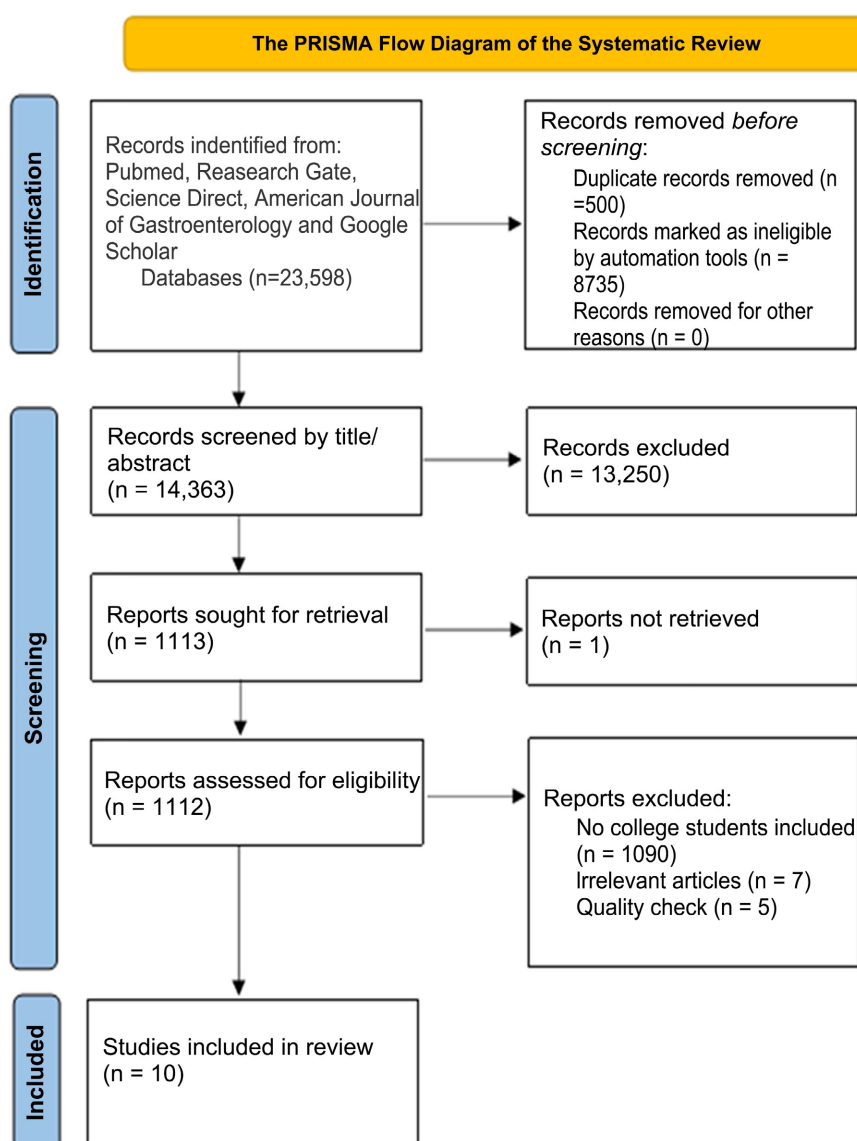 The PRISMA Flow Diagram of the Systematic Review
Identification
Records indentified from:
Pubmed, Reasearch Gate,
Science Direct, American Journal
of Gastroenterology and Google
Scholar
Databases (n=23,598)
Records removed before
screening:
Duplicate records removed (n
=500)
Records marked as ineligible
by automation tools (n =
8735)
Records removed for other
reasons (n = 0)
Screening
Records screened by title/
abstract
(n = 14,363)
Records excluded
(n = 13,250)
Reports sought for retrieval
(n = 1113)
Reports not retrieved
(n = 1)
Reports assessed for eligibility
(n = 1112)
Reports excluded:
No college students included
(n = 1090)
Irrelevant articles (n = 7)
Quality check (n = 5)
Included
Studies included in review
(n = 10)